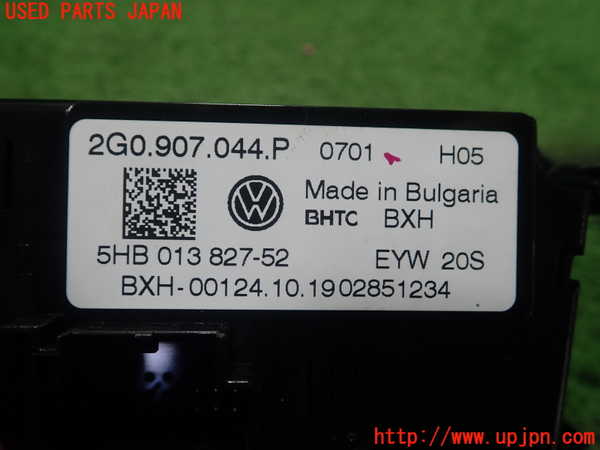 USED PARTS JAPAN
2G0.907.044.P 0701 H05
Made in Bulgaria
BHTC BXH
5HB 013 827-52 EYW 20S
BXH-00124.10.1902851234
http://www.upjpn.com